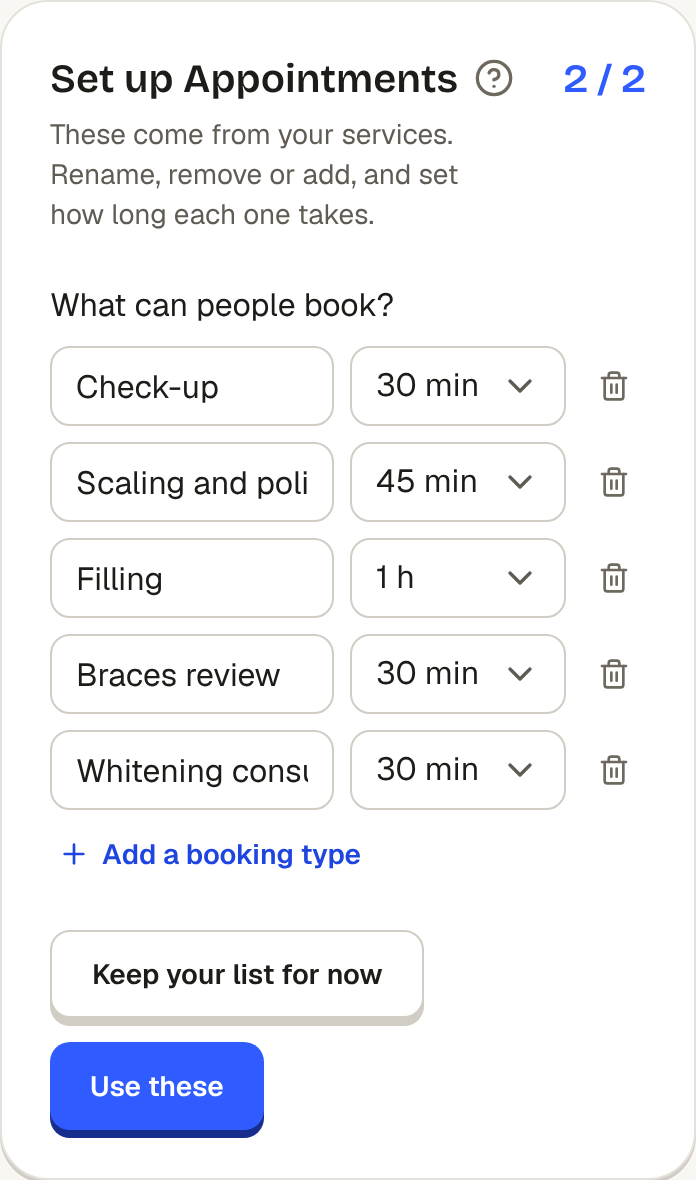 Set up Appointments ? 2 / 2
These come from your services.
Rename, remove or add, and set
how long each one takes.
What can people book?
Check-up 30 min
Scaling and poli 45 min
Filling 1 h
Braces review 30 min
Whitening 30 min
+ Add a booking type
Keep your list for now
Use these